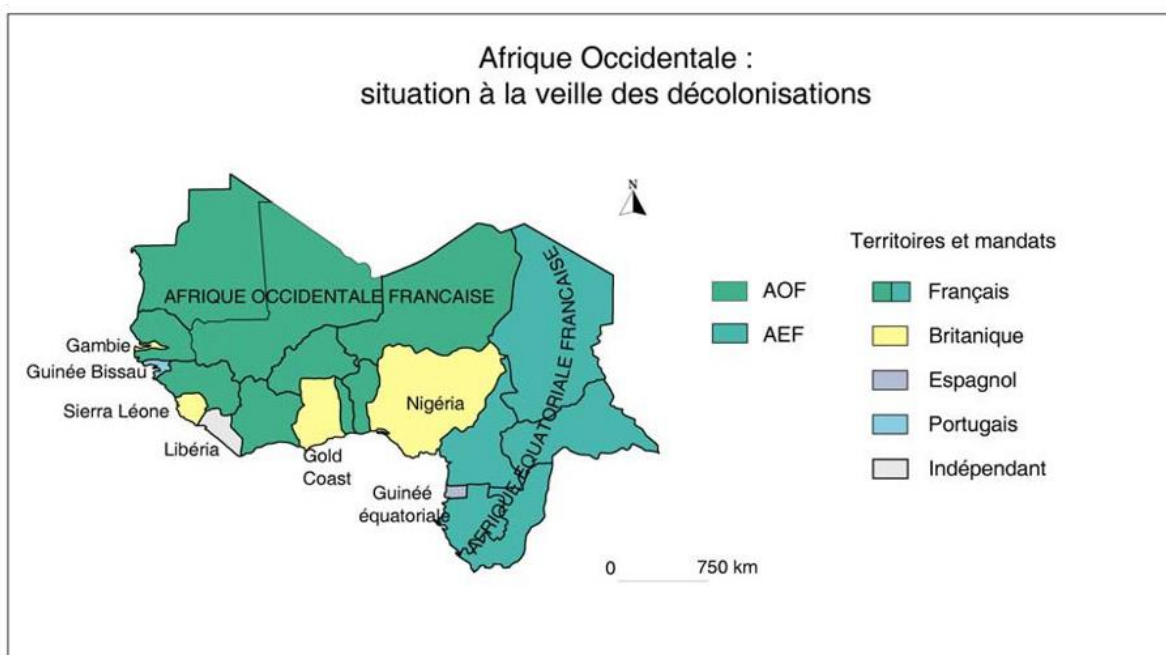 Afrique Occidentale :
situation à la veille des décolonisations
N
Territoires et mandats
AOF
AEF
Français
Britanique
Espagnol
Portugais
Indépendant
AFRIQUE OCCIDENTALE FRANCAISE
AFRIQUE ÉQUATORIALE FRANCAISE
Gambie
Guinée Bissau
Sierra Léone
Libéria
Gold
Coast
Nigéria
Guinéé
équatoriale
0 750 km